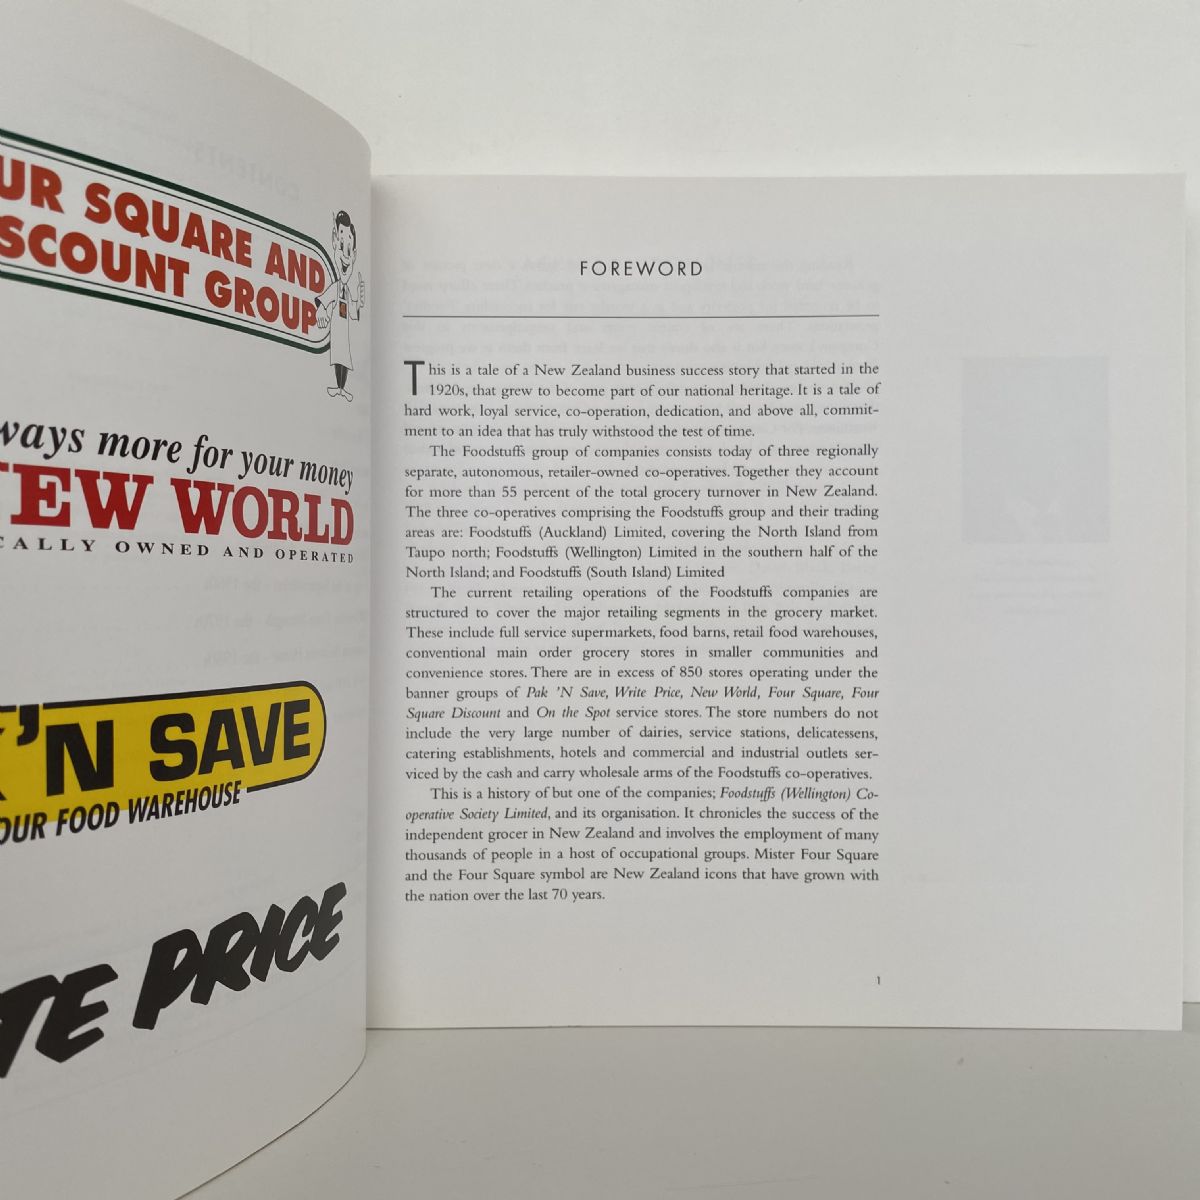 SQUARE AND
GROUP
more for your money
WORLD
OWNED AND OPERATED
'N SAVE
FOOD WAREHOUSE
PRICE
FOREWORD
This is a tale of a New Zealand business success story that started in the
1920s, that grew to become part of our national heritage. It is a tale of
hard work, loyal service, co-operation, dedication, and above all, commit-
ment to an idea that has truly withstood the test of time.
The Foodstuffs group of companies consists today of three regionally
separate, autonomous, retailer-owned co-operatives. Together they account
for more than 55 percent of the total grocery turnover in New Zealand.
The three co-operatives comprising the Foodstuffs group and their trading
areas are: Foodstuffs (Auckland) Limited, covering the North Island from
Taupo north; Foodstuffs (Wellington) Limited in the southern half of the
North Island; and Foodstuffs (South Island) Limited
The current retailing operations of the Foodstuffs companies are
structured to cover the major retailing segments in the grocery market.
These include full service supermarkets, food barns, retail food warehouses,
conventional main order grocery stores in smaller communities and
convenience stores. There are in excess of 850 stores operating under the
banner groups of Pak 'N Save, Write Price, New World, Four Square, Four
Square Discount and On the Spot service stores. The store numbers do not
include the very large number of dairies, service stations, delicatessens,
catering establishments, hotels and commercial and industrial outlets ser-
viced by the cash and carry wholesale arms of the Foodstuffs co-operatives.
This is a history of but one of the companies; Foodstuffs (Wellington) Co-
operative Society Limited, and its organisation. It chronicles the success of the
independent grocer in New Zealand and involves the employment of many
thousands of people in a host of occupational groups. Mister Four Square
and the Four Square symbol are New Zealand icons that have grown with
the nation over the last 70 years.
1